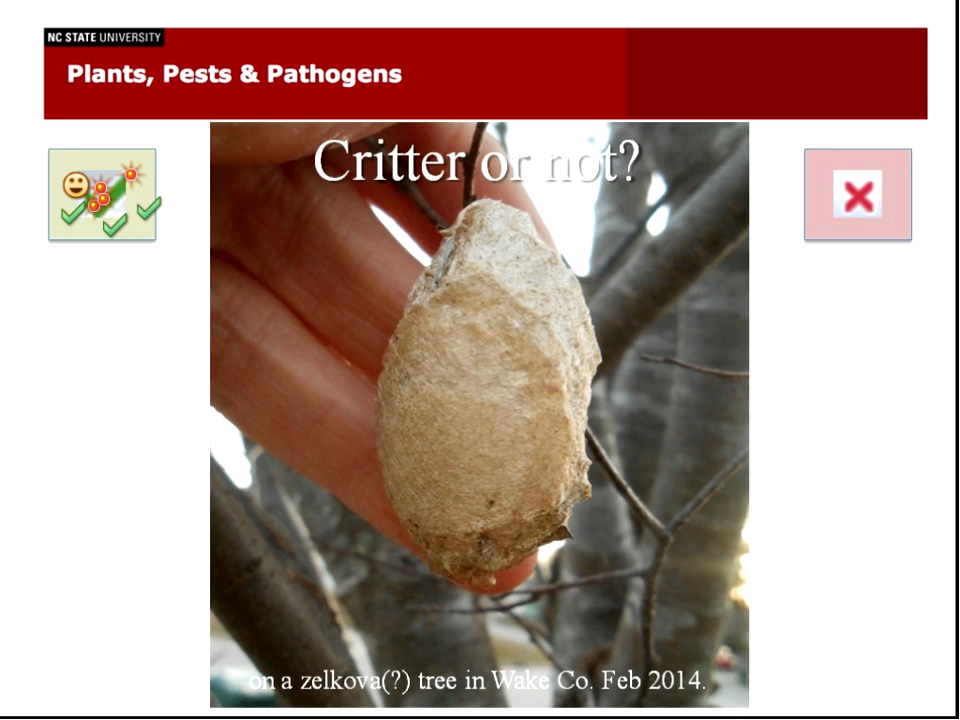 NC STATE UNIVERSITY
Plants, Pests & Pathogens
Critter or not?
on a zelkova(?) tree in Wake Co. Feb 2014.